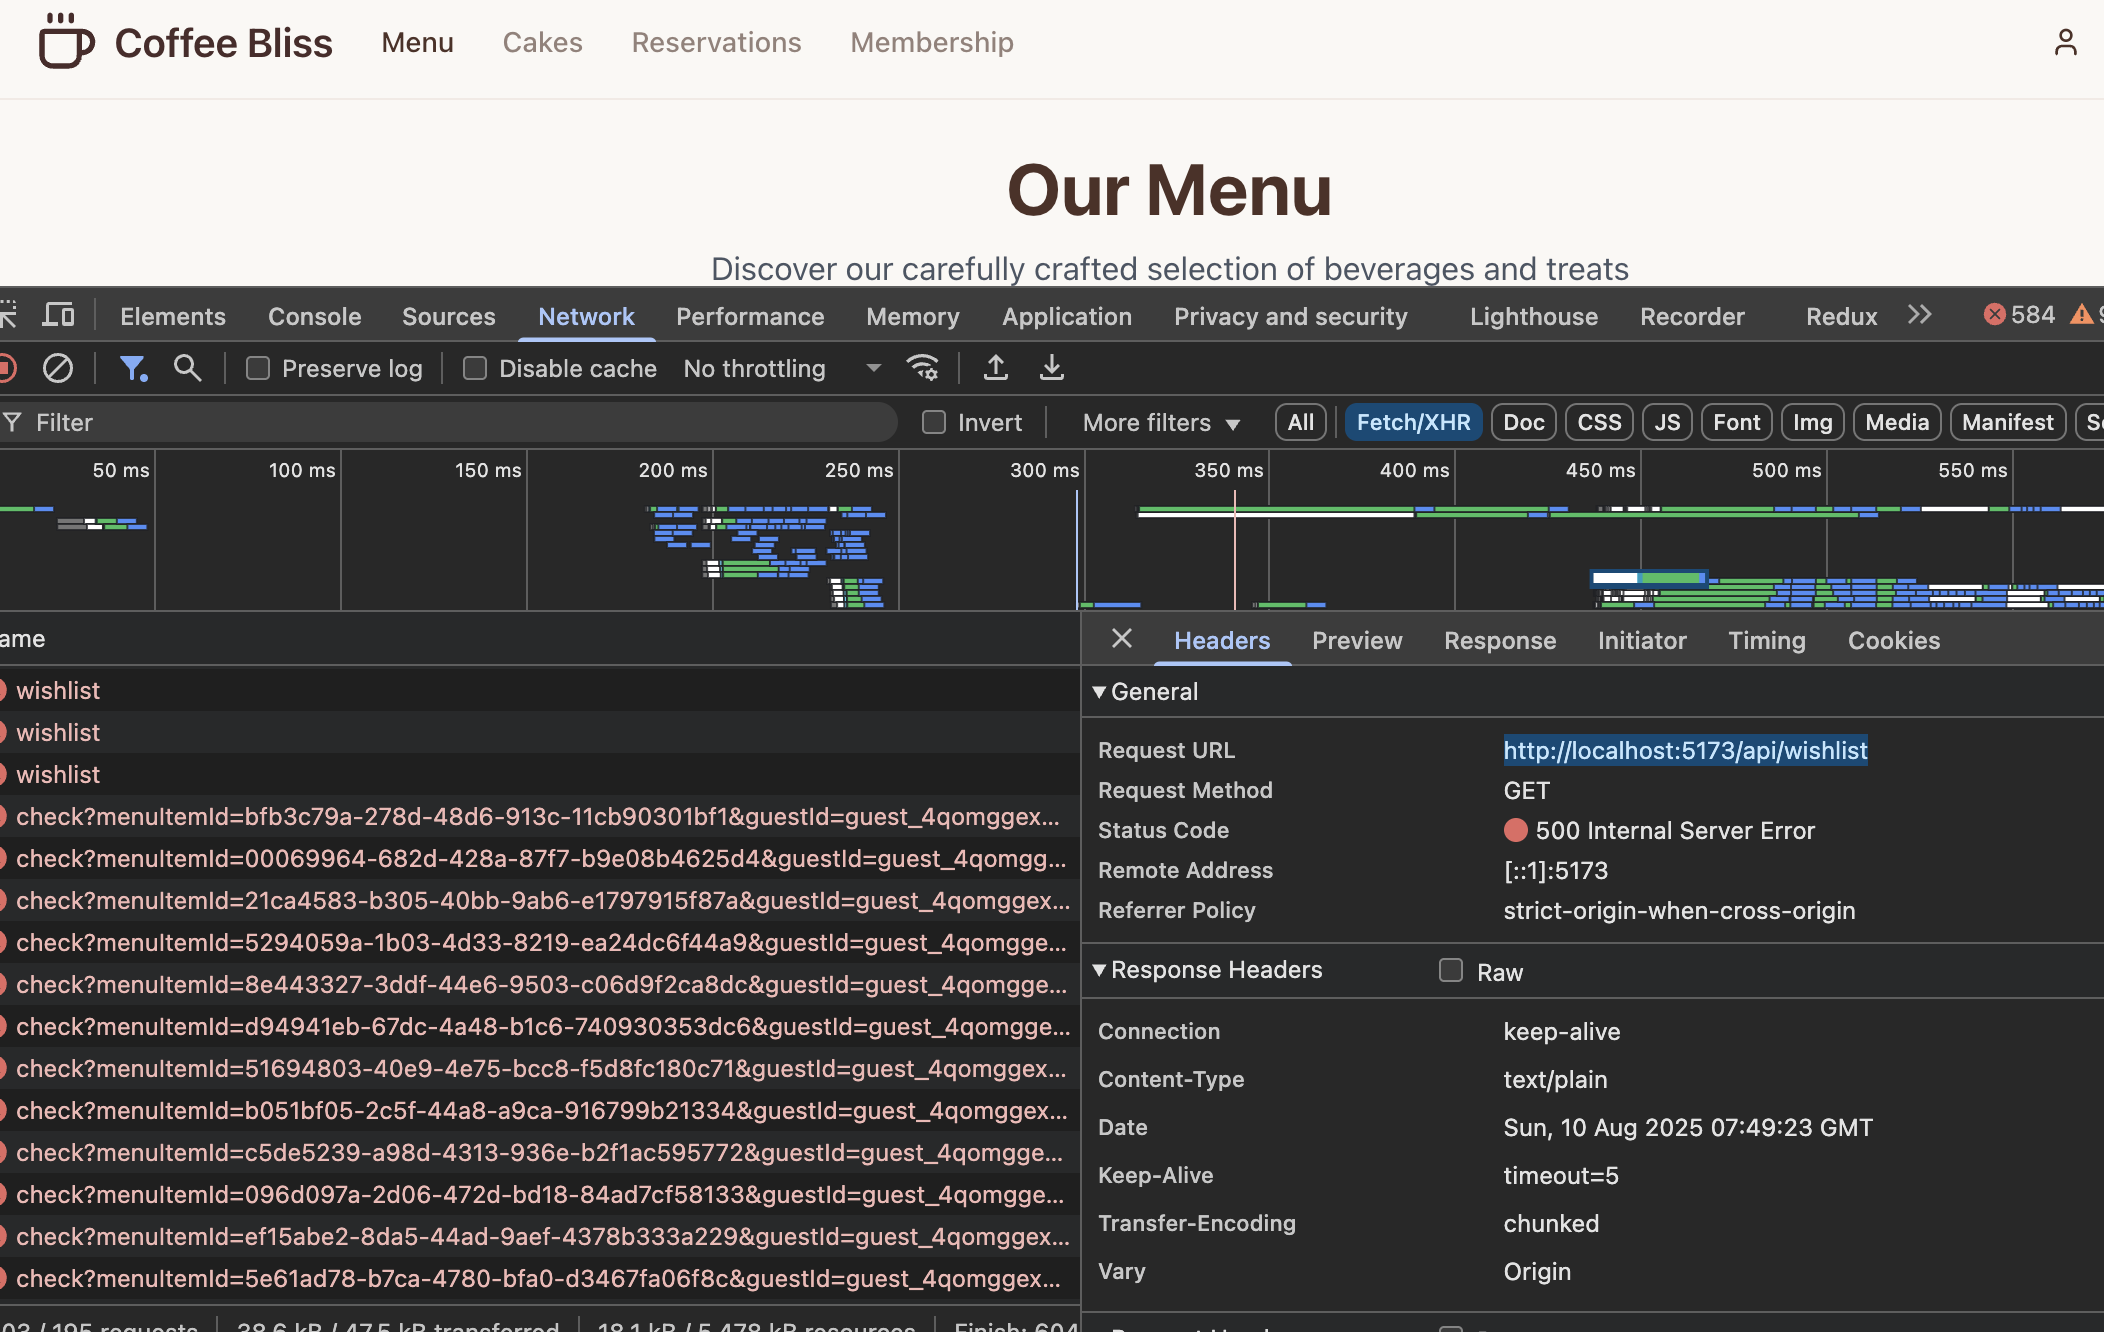 Coffee Bliss Menu Cakes Reservations Membership
Our Menu
Discover our carefully crafted selection of beverages and treats
Elements Console Sources Network Performance Memory Application Privacy and security Lighthouse Recorder Redux 584
Preserve log Disable cache No throttling
Filter Invert More filters All Fetch/XHR Doc CSS JS Font Img Media Manifest
50 ms 100 ms 150 ms 200 ms 250 ms 300 ms 350 ms 400 ms 450 ms 500 ms 550 ms
ame
wishlist
wishlist
wishlist
check?menuItemId=bfb3c79a-278d-48d6-913c-11cb90301bf1&guestId=guest_4qomggex...
check?menuItemId=00069964-682d-428a-87f7-b9e08b4625d4&guestId=guest_4qomgg...
check?menuItemId=21ca4583-b305-40bb-9ab6-e1797915f87a&guestId=guest_4qomggex...
check?menuItemId=5294059a-1b03-4d33-8219-ea24dc6f44a9&guestId=guest_4qomgge...
check?menuItemId=8e443327-3ddf-44e6-9503-c06d9f2ca8dc&guestId=guest_4qomgge...
check?menuItemId=d94941eb-67dc-4a48-b1c6-740930353dc6&guestId=guest_4qomgge...
check?menuItemId=51694803-40e9-4e75-bcc8-f5d8fc180c71&guestId=guest_4qomggex...
check?menuItemId=b051bf05-2c5f-44a8-a9ca-916799b21334&guestId=guest_4qomggex...
check?menuItemId=c5de5239-a98d-4313-936e-b2f1ac595772&guestId=guest_4qomgge...
check?menuItemId=096d097a-2d06-472d-bd18-84ad7cf58133&guestId=guest_4qomgge...
check?menuItemId=ef15abe2-8da5-44ad-9aef-4378b333a229&guestId=guest_4qomggex...
check?menuItemId=5e61ad78-b7ca-4780-bfa0-d3467fa06f8c&guestId=guest_4qomggex...
03 / 195 requests 38.6 kB / 475 kB transferred 18.1 kB / 5,478 kB resources Finish: 604
Headers Preview Response Initiator Timing Cookies
General
Request URL http://localhost:5173/api/wishlist
Request Method GET
Status Code 500 Internal Server Error
Remote Address [::1]:5173
Referrer Policy strict-origin-when-cross-origin
Response Headers Raw
Connection keep-alive
Content-Type text/plain
Date Sun, 10 Aug 2025 07:49:23 GMT
Keep-Alive timeout=5
Transfer-Encoding chunked
Vary Origin